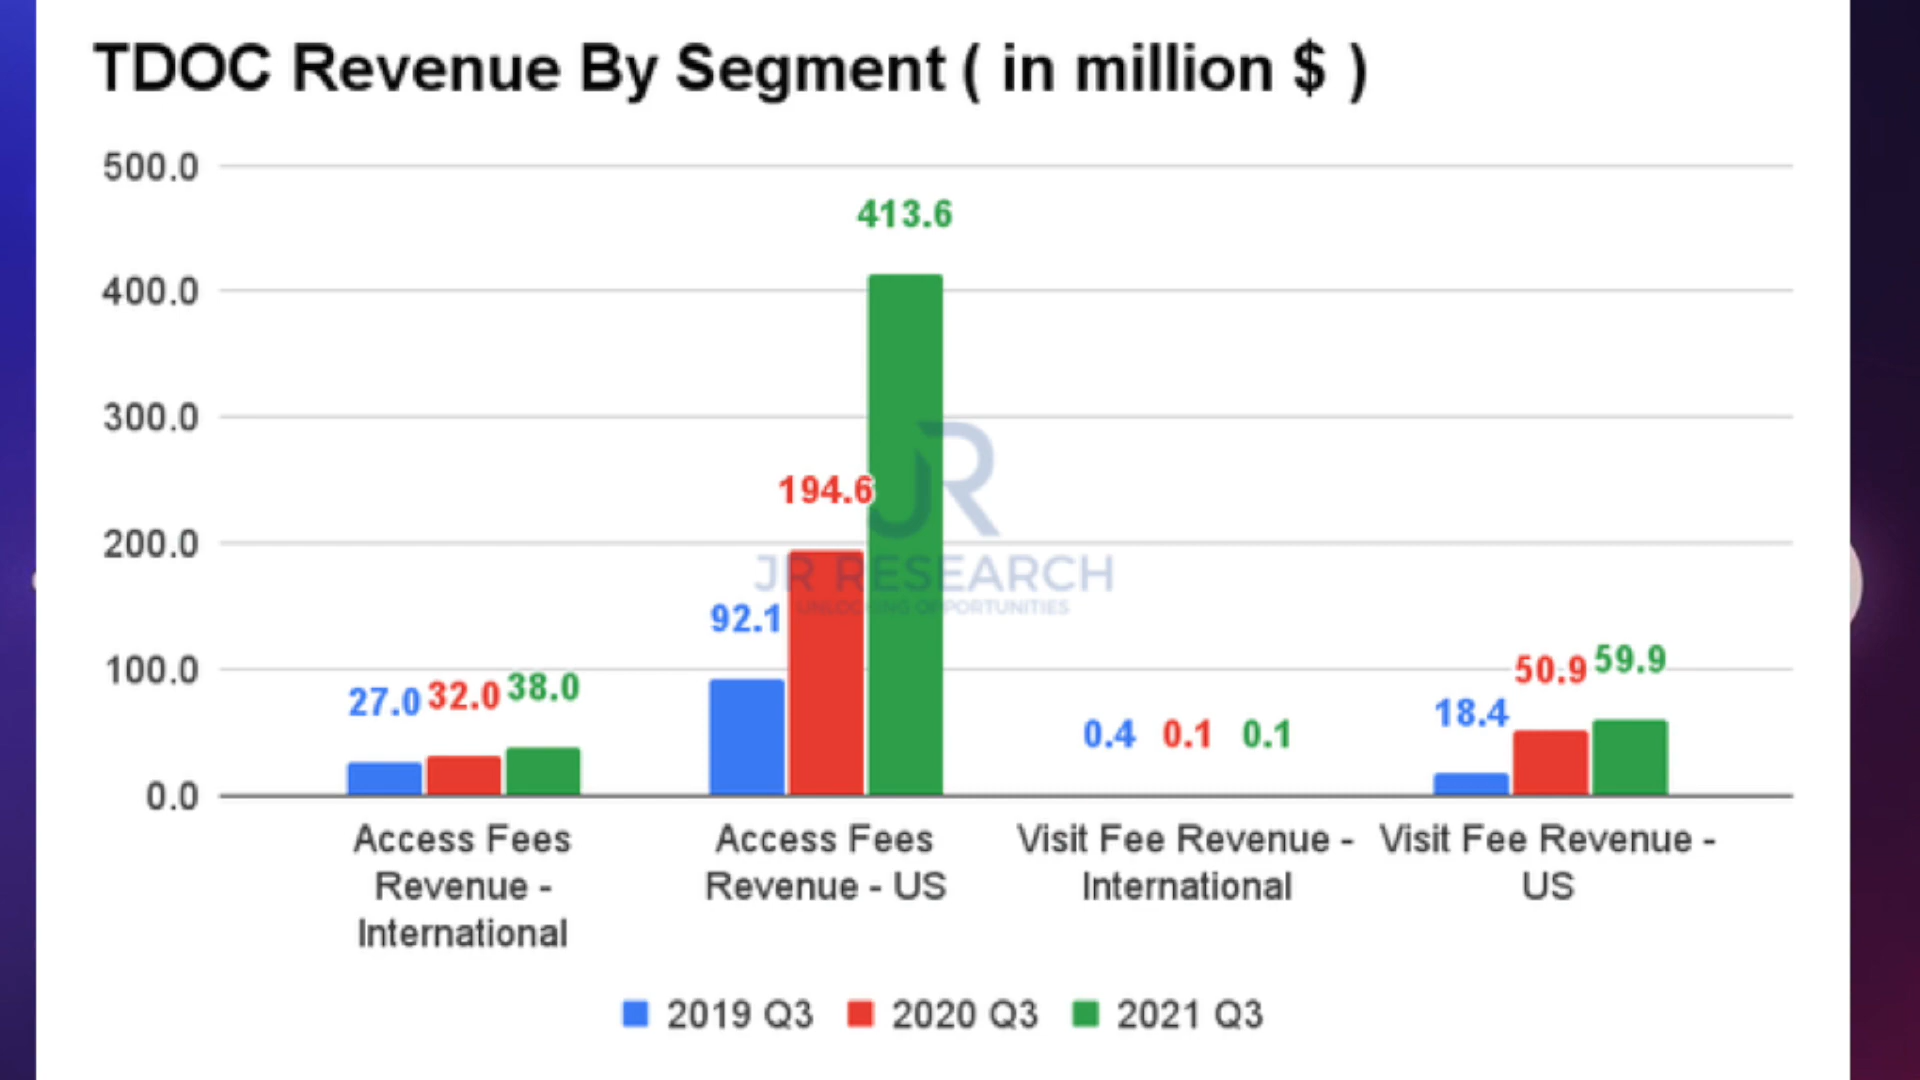 TDOC Revenue By Segment ( in million $ )
500.0
400.0
300.0
200.0
100.0
0.0
413.6
194.6
92.1
27.0 32.0 38.0
0.4 0.1 0.1
18.4 50.9 59.9
JR
JR RESEARCH
UNLOCKING OPPORTUNITIES
Access Fees
Revenue -
International
Access Fees
Revenue - US
Visit Fee Revenue -
International
Visit Fee Revenue -
US
2019 Q3 2020 Q3 2021 Q3